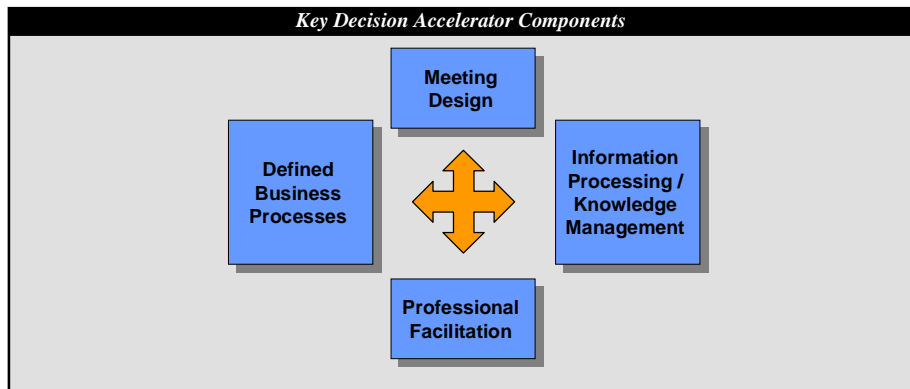 Key Decision Accelerator Components
Meeting
Design
Defined
Business
Processes
Information
Processing /
Knowledge
Management
Professional
Facilitation